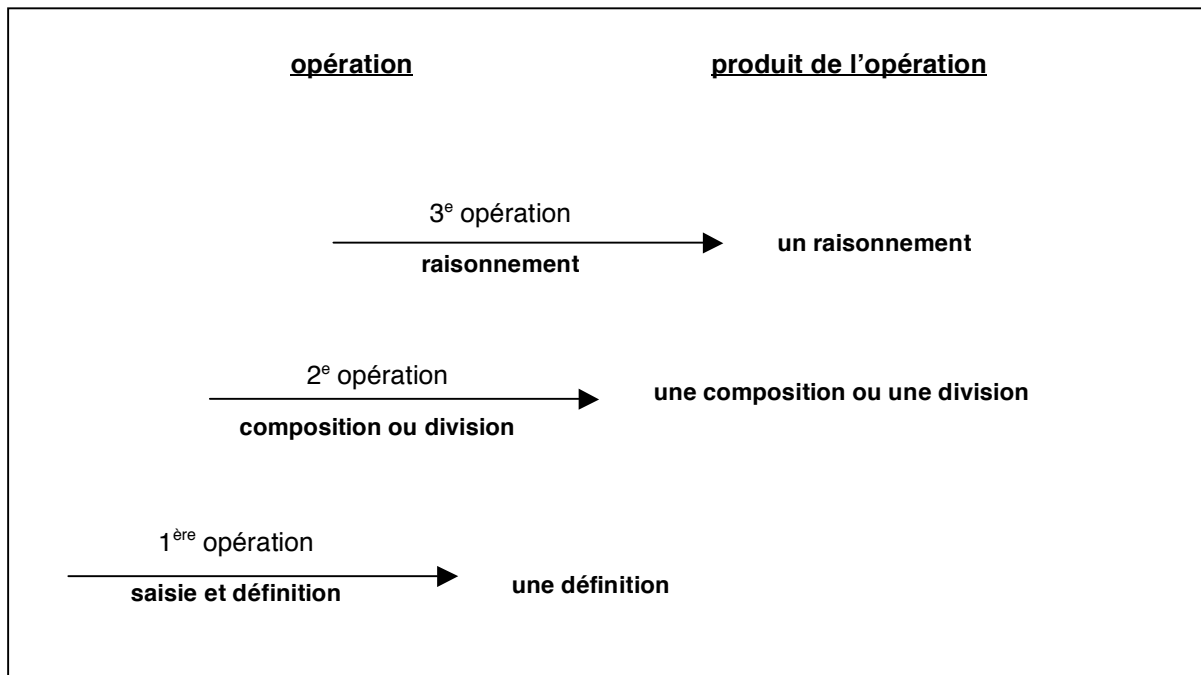 opération produit de l'opération
3e opération
raisonnement un raisonnement
2e opération
composition ou division une composition ou une division
1ère opération
saisie et définition une définition